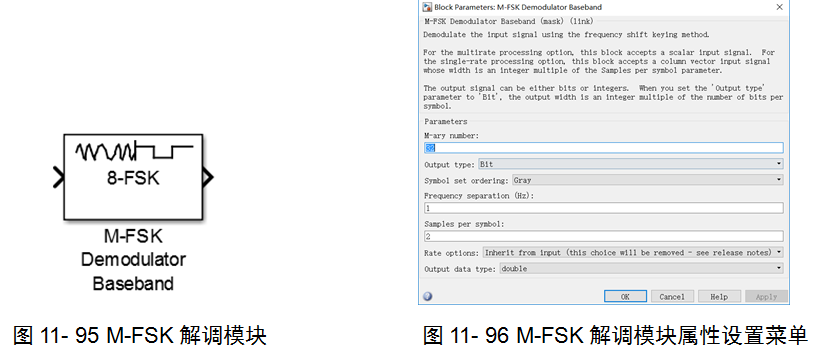 8-FSK
M-FSK
Demodulator
Baseband
图 11- 95 M-FSK 解调模块
Block Parameters: M-FSK Demodulator Baseband
M-FSK Demodulator Baseband (mask) (link)
Demodulate the input signal using the frequency shift keying method.
For the multirate processing option, this block accepts a scalar input signal. For
the single-rate processing option, this block accepts a column vector input signal
whose width is an integer multiple of the Samples per symbol parameter.
The output signal can be either bits or integers. When you set the 'Output type'
parameter to 'Bit', the output width is an integer multiple of the number of bits per
symbol.
Parameters
M-ary number:
32
Output type: Bit
Symbol set ordering: Gray
Frequency separation (Hz):
1
Samples per symbol:
2
Rate options: Inherit from input (this choice will be removed - see release notes)
Output data type: double
OK Cancel Help Apply
图 11- 96 M-FSK 解调模块属性设置菜单